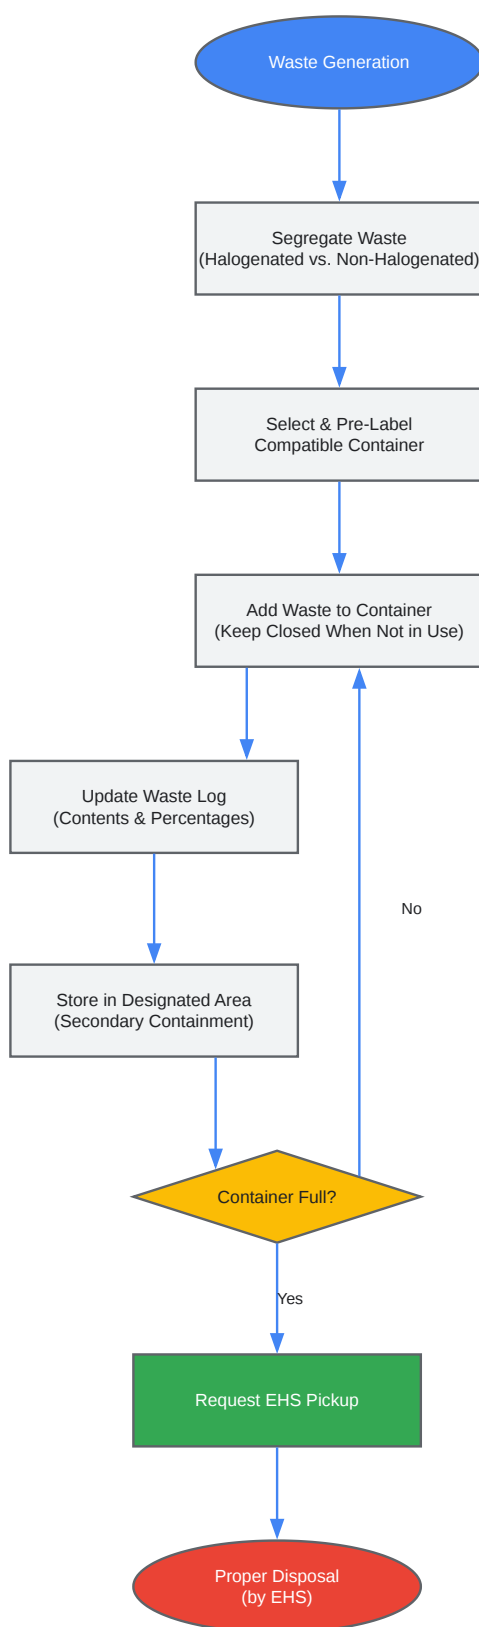 Waste Generation
Segregate Waste
(Halogenated vs. Non-Halogenated)
Select & Pre-Label
Compatible Container
Add Waste to Container
(Keep Closed When Not in Use)
Update Waste Log
(Contents & Percentages)
No
Store in Designated Area
(Secondary Containment)
Container Full?
Yes
Request EHS Pickup
Proper Disposal
(by EHS)